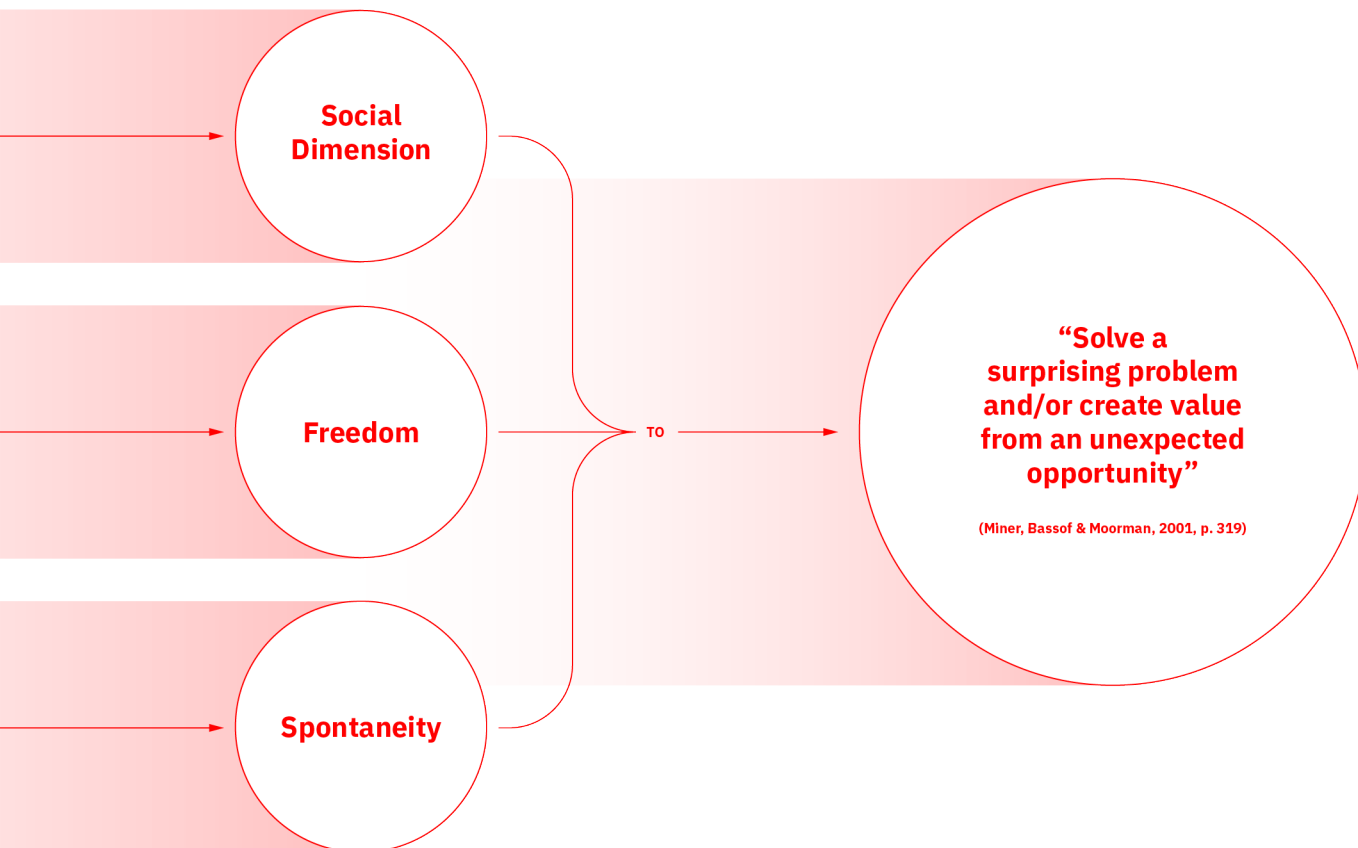 Social
Dimension
Freedom
Spontaneity
TO
“Solve a
surprising problem
and/or create value
from an unexpected
opportunity”
(Miner, Bassof & Moorman, 2001, p. 319)